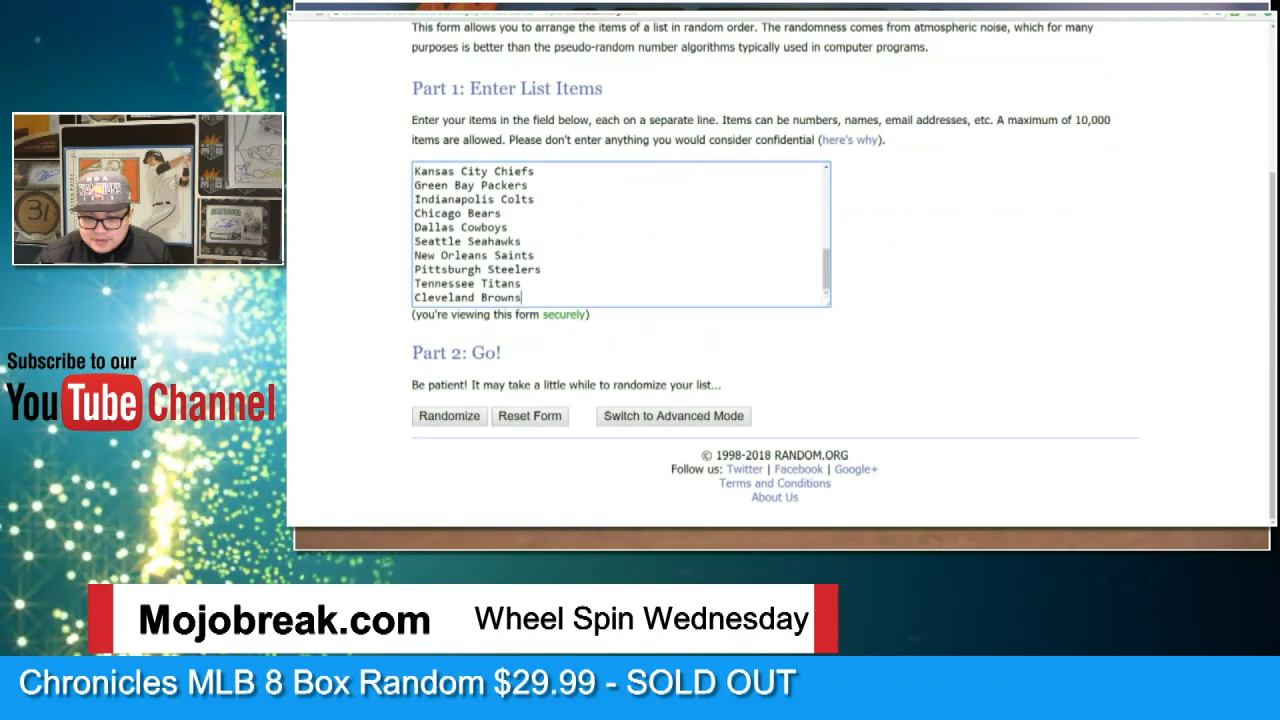 This form allows you to arrange the items of a list in random order. The randomness comes from atmospheric noise, which for many
purposes is better than the pseudo-random number algorithms typically used in computer programs.
Part 1: Enter List Items
Enter your items in the field below, each on a separate line. Items can be numbers, names, email addresses, etc. A maximum of 10,000
items are allowed. Please don't enter anything you would consider confidential (here's why).
Kansas City Chiefs
Green Bay Packers
Indianapolis Colts
Chicago Bears
Dallas Cowboys
Seattle Seahawks
New Orleans Saints
Pittsburgh Steelers
Tennessee Titans
Cleveland Browns
(you're viewing this form securely)
Part 2: Go!
Be patient! It may take a little while to randomize your list...
Randomize Reset Form Switch to Advanced Mode
© 1998-2018 RANDOM.ORG
Follow us: Twitter | Facebook | Google+
Terms and Conditions
About Us
31
Subscribe to our
YouTube Channel
Mojobreak.com Wheel Spin Wednesday
Chronicles MLB 8 Box Random $29.99 - SOLD OUT